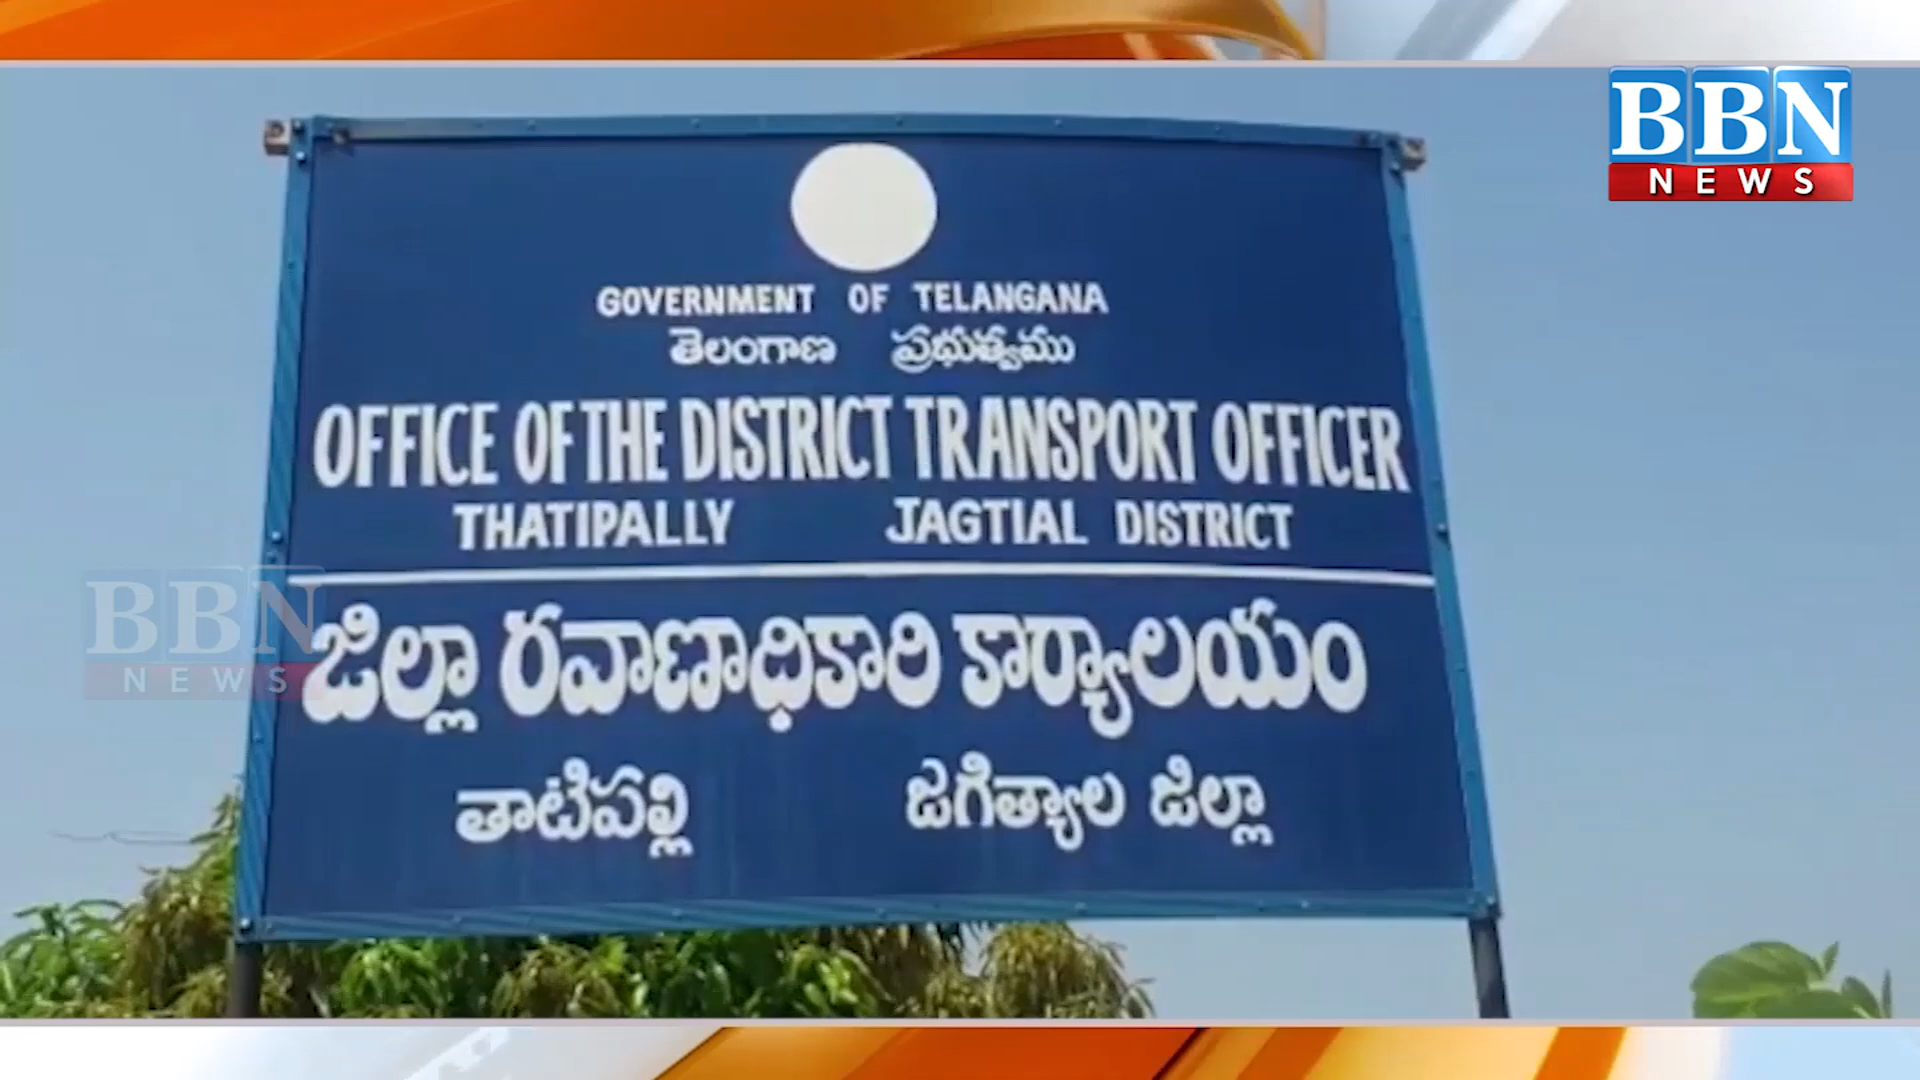 BBN
NEWS
GOVERNMENT OF TELANGANA
తెలంగాణ ప్రభుత్వము
OFFICE OF THE DISTRICT TRANSPORT OFFICER
THATIPALLY JAGTIAL DISTRICT
BBN
NEWS
జిల్లా రవాణాధికారి కార్యాలయం
తాటిపల్లి జగిత్యాల జిల్లా